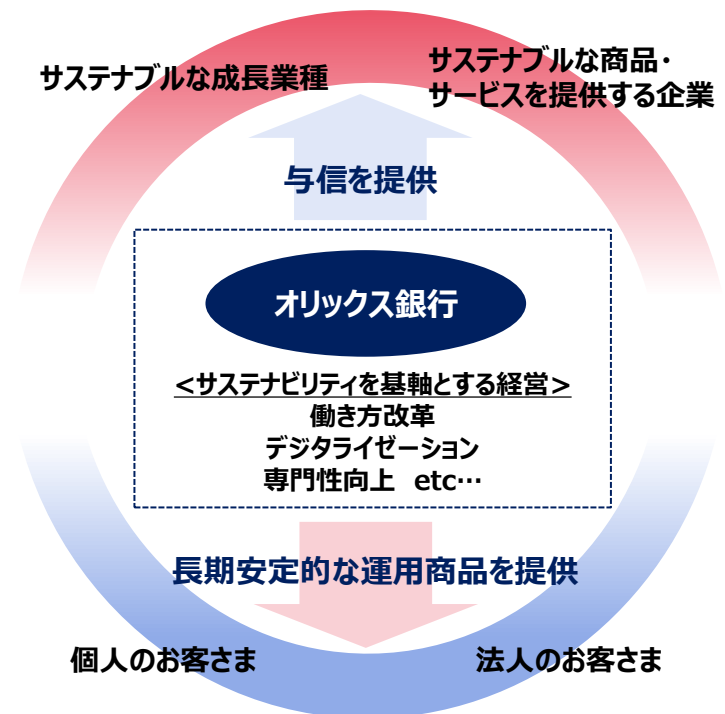 サステナブルな成長業種
サステナブルな商品・
サービスを提供する企業
与信を提供
オリックス銀行
<サステナビリティを基軸とする経営>
働き方改革
デジタライゼーション
専門性向上 etc…
長期安定的な運用商品を提供
個人のお客さま
法人のお客さま